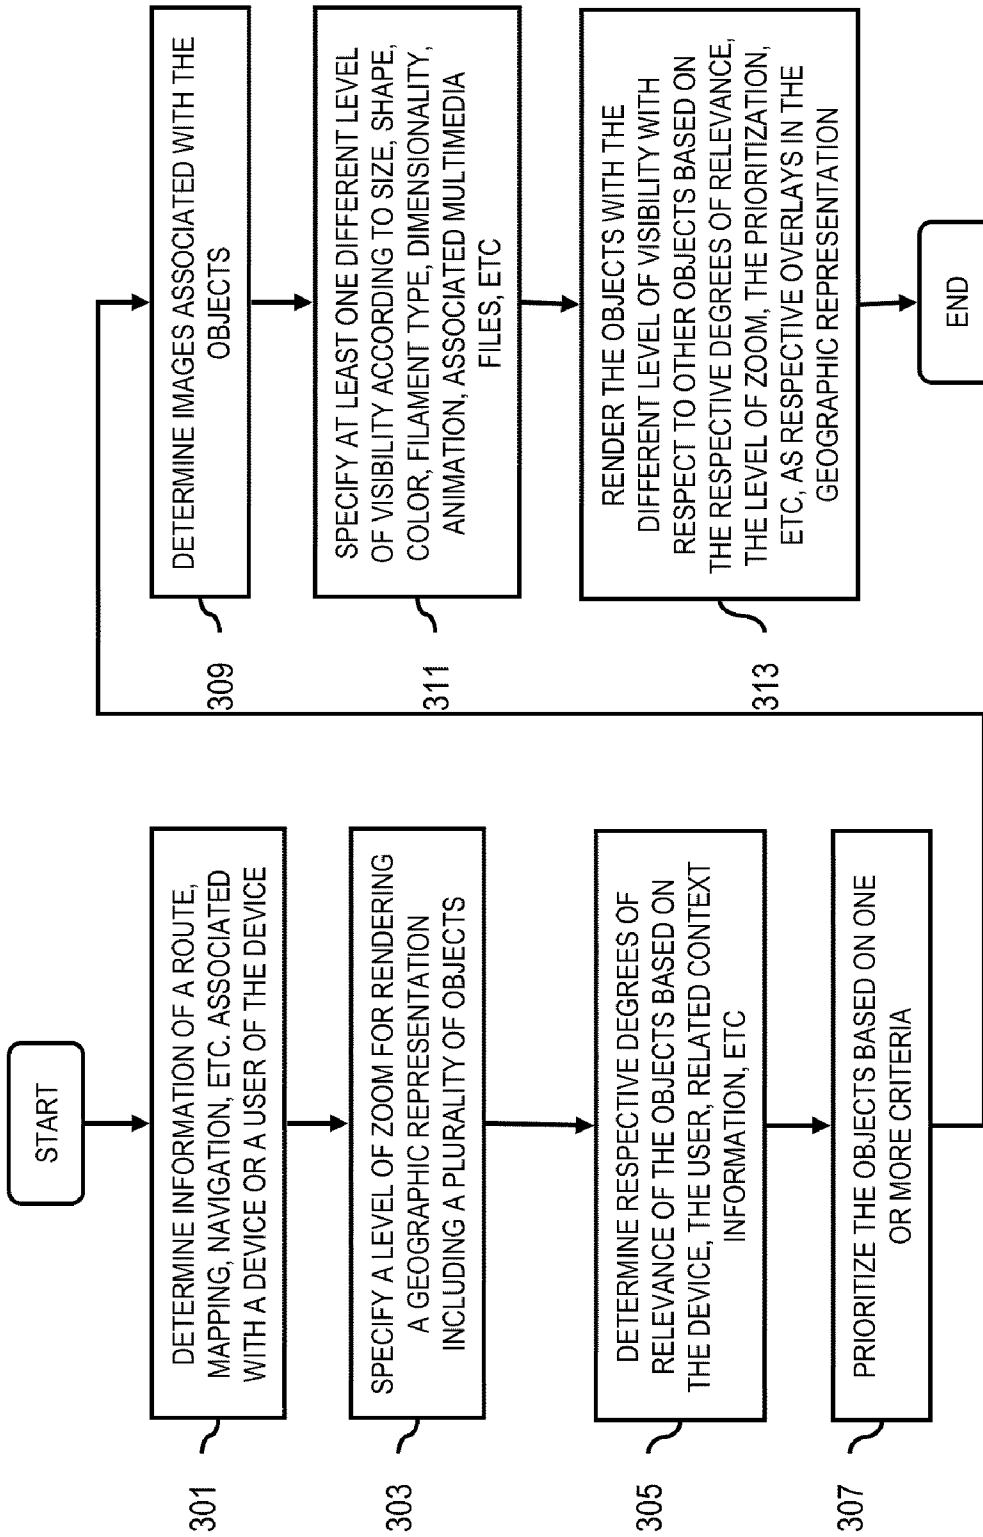 START
301
DETERMINE INFORMATION OF A ROUTE,
MAPPING, NAVIGATION, ETC. ASSOCIATED
WITH A DEVICE OR A USER OF THE DEVICE
303
SPECIFY A LEVEL OF ZOOM FOR RENDERING
A GEOGRAPHIC REPRESENTATION
INCLUDING A PLURALITY OF OBJECTS
305
DETERMINE RESPECTIVE DEGREES OF
RELEVANCE OF THE OBJECTS BASED ON
THE DEVICE, THE USER, RELATED CONTEXT
INFORMATION, ETC
307
PRIORITIZE THE OBJECTS BASED ON ONE
OR MORE CRITERIA
309
DETERMINE IMAGES ASSOCIATED WITH THE
OBJECTS
311
SPECIFY AT LEAST ONE DIFFERENT LEVEL
OF VISIBILITY ACCORDING TO SIZE, SHAPE,
COLOR, FILAMENT TYPE, DIMENSIONALITY,
ANIMATION, ASSOCIATED MULTIMEDIA
FILES, ETC
313
RENDER THE OBJECTS WITH THE
DIFFERENT LEVEL OF VISIBILITY WITH
RESPECT TO OTHER OBJECTS BASED ON
THE RESPECTIVE DEGREES OF RELEVANCE,
THE LEVEL OF ZOOM, THE PRIORITIZATION,
ETC, AS RESPECTIVE OVERLAYS IN THE
GEOGRAPHIC REPRESENTATION
END